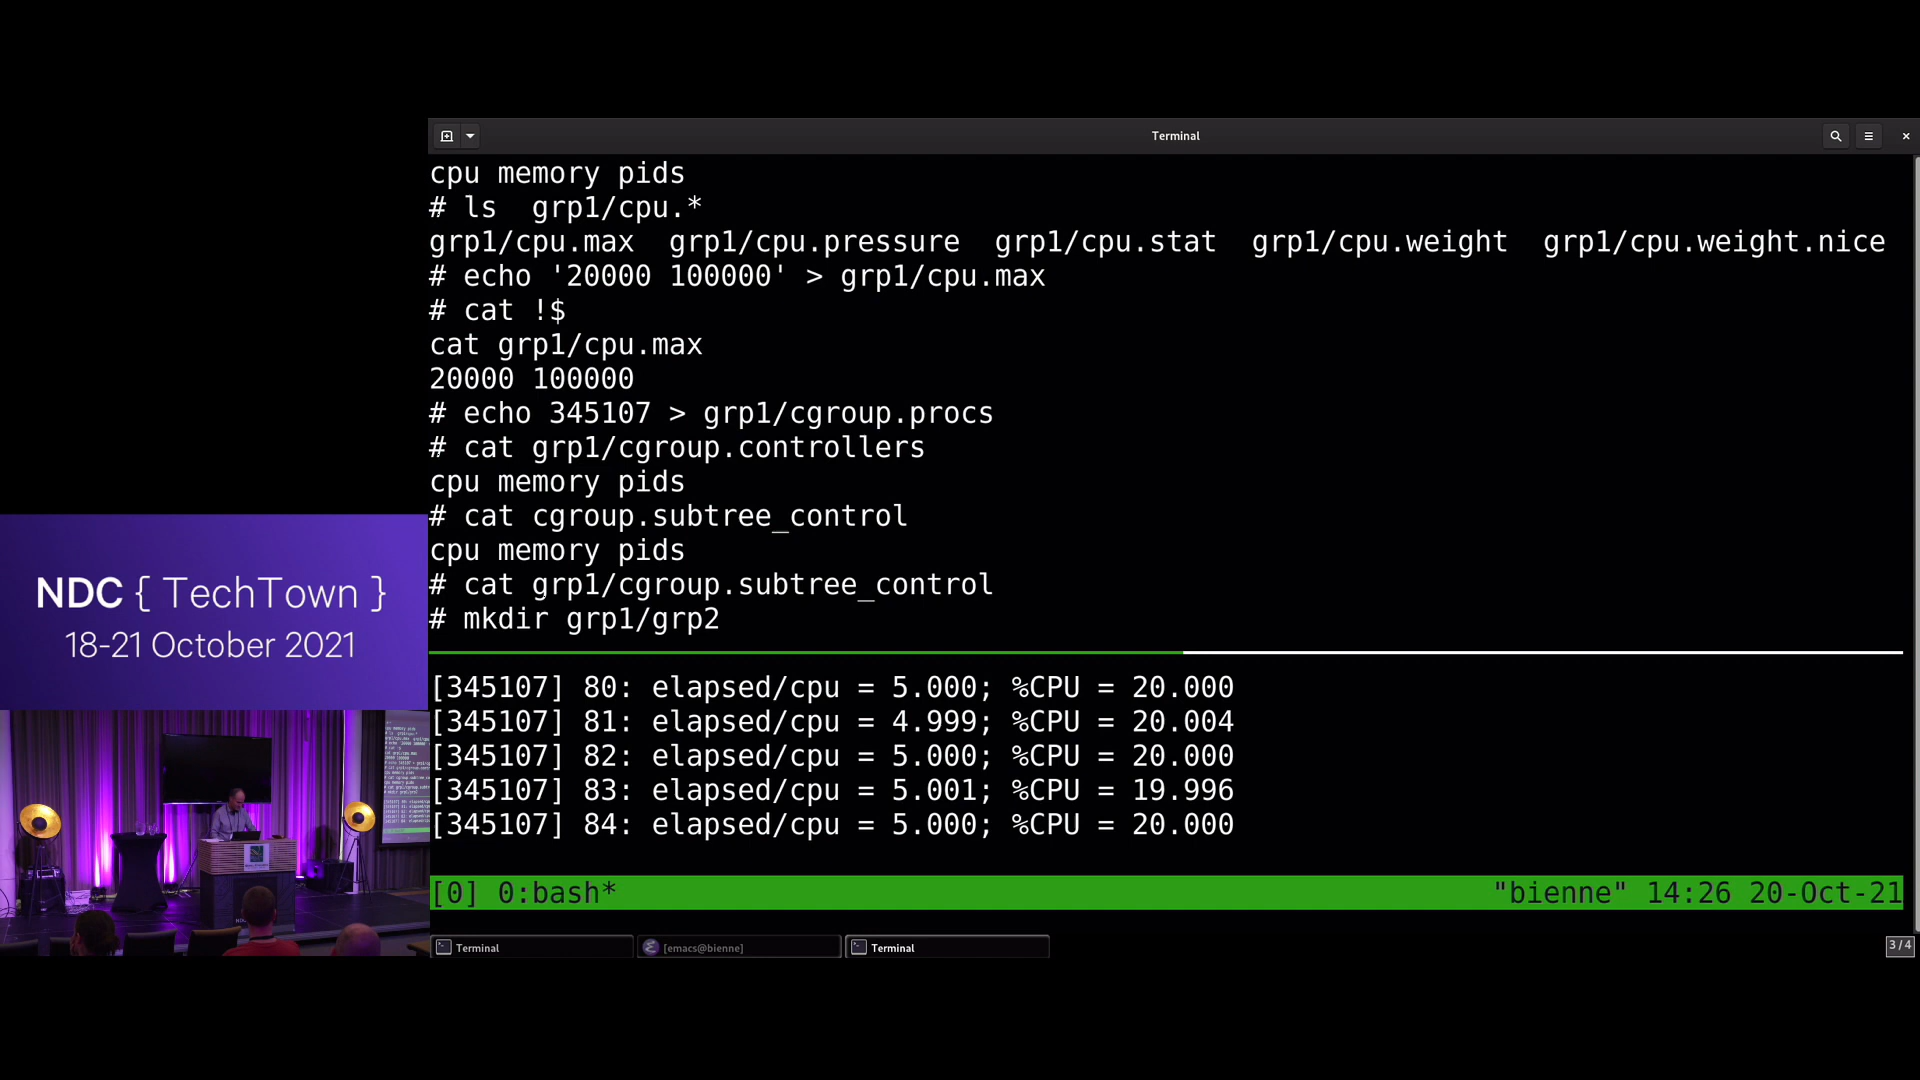 Terminal
cpu memory pids
# ls  grp1/cpu.*
grp1/cpu.max  grp1/cpu.pressure  grp1/cpu.stat  grp1/cpu.weight  grp1/cpu.weight.nice
# echo '20000 100000' > grp1/cpu.max
# cat !$
cat grp1/cpu.max
20000 100000
# echo 345107 > grp1/cgroup.procs
# cat grp1/cgroup.controllers
cpu memory pids
# cat cgroup.subtree_control
cpu memory pids
# cat grp1/cgroup.subtree_control
# mkdir grp1/grp2
[345107] 80: elapsed/cpu = 5.000; %CPU = 20.000
[345107] 81: elapsed/cpu = 4.999; %CPU = 20.004
[345107] 82: elapsed/cpu = 5.000; %CPU = 20.000
[345107] 83: elapsed/cpu = 5.001; %CPU = 19.996
[345107] 84: elapsed/cpu = 5.000; %CPU = 20.000
[0] 0:bash* "bienne" 14:26 20-Oct-21
Terminal [emacs@bienne] Terminal 3/4
NDC { TechTown }
18-21 October 2021